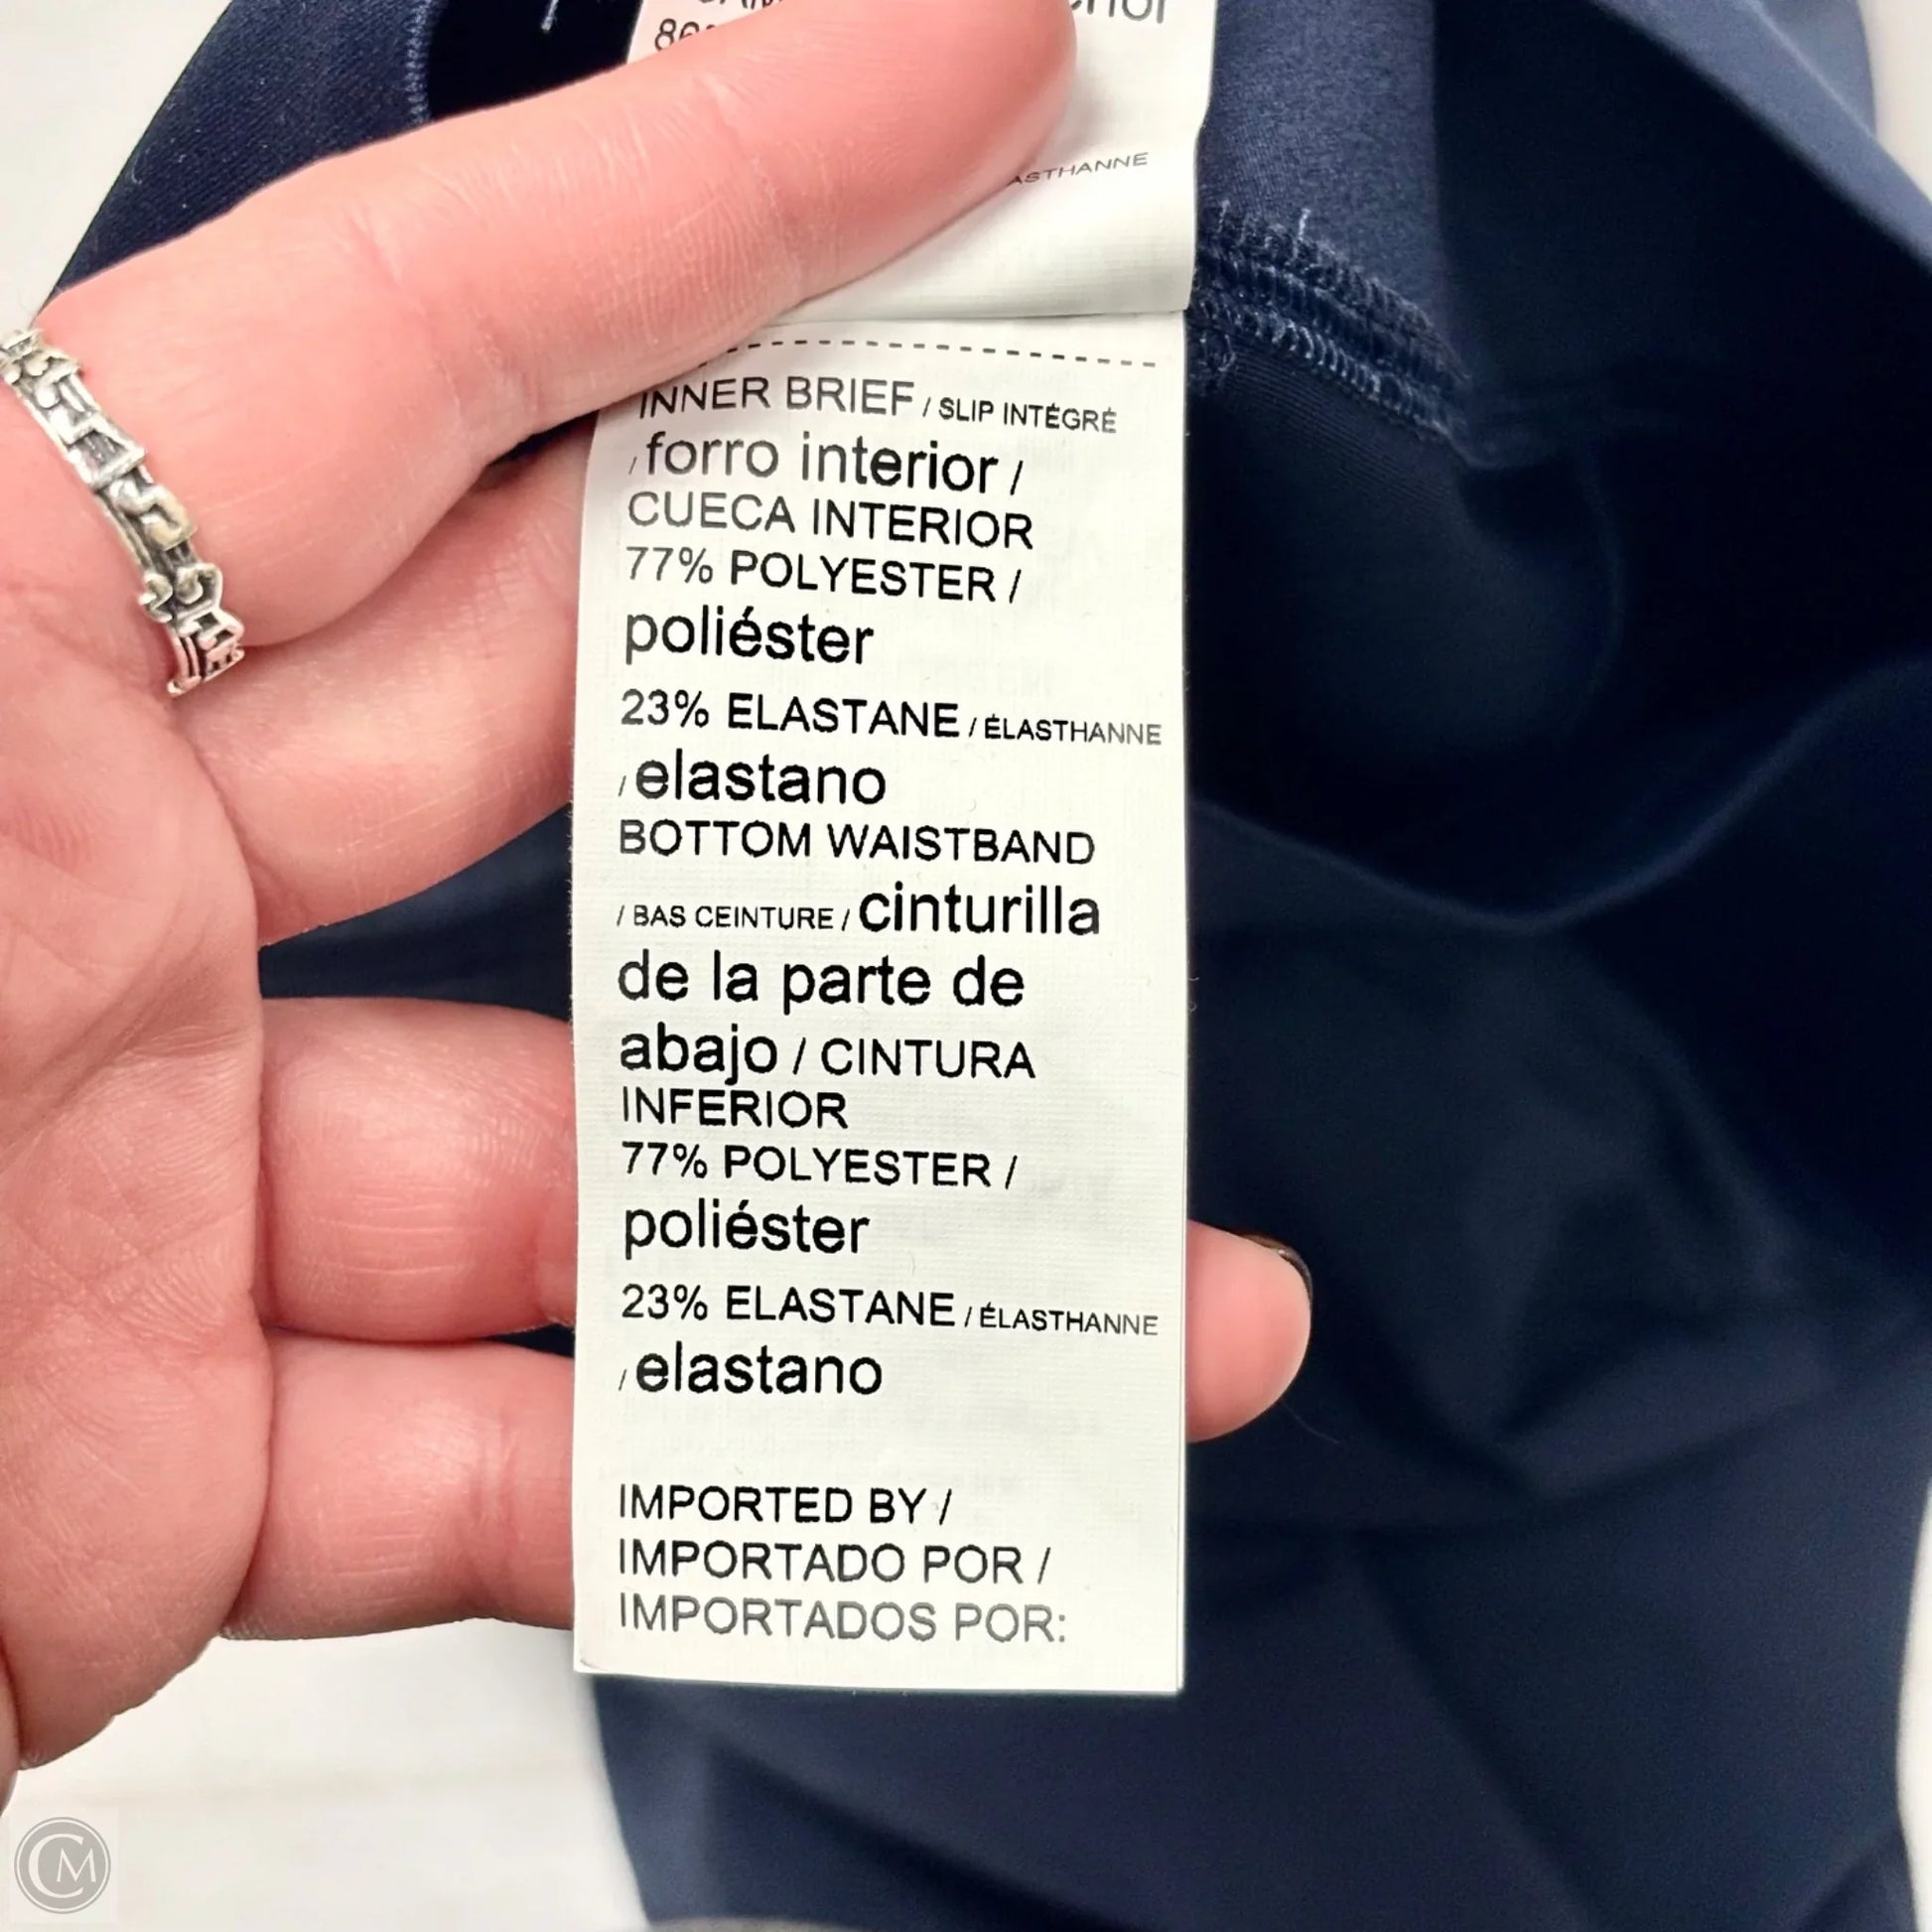 ASTHANNE
INNER BRIEF / SLIP INTÉGRÉ
/ forro interior /
CUECA INTERIOR
77% POLYESTER /
poliéster
23% ELASTANE / ÉLASTHANNE
/ elastano
BOTTOM WAISTBAND
/ BAS CEINTURE / cinturilla
de la parte de
abajo / CINTURA
INFERIOR
77% POLYESTER /
poliéster
23% ELASTANE / ÉLASTHANNE
/ elastano
IMPORTED BY /
IMPORTADO POR /
IMPORTADOS POR:
CM